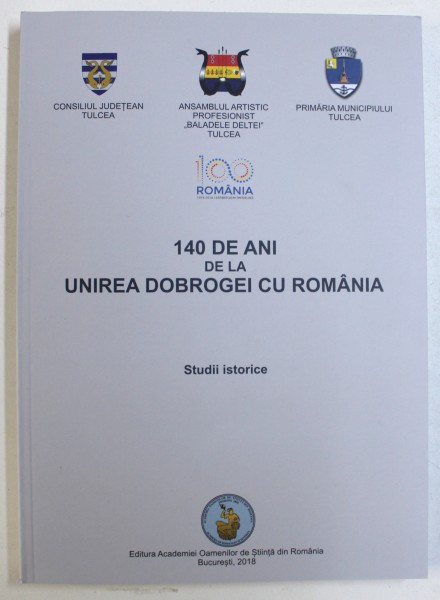 CONSILIUL JUDEȚEAN
TULCEA
ANSAMBLUL ARTISTIC
PROFESIONIST
„BALADELE DELTEI”
TULCEA
PRIMĂRIA MUNICIPIULUI
TULCEA
100
ROMÂNIA
140 DE ANI
DE LA
UNIREA DOBROGEI CU ROMÂNIA
Studii istorice
Editura Academiei Oamenilor de Știință din România
București, 2018